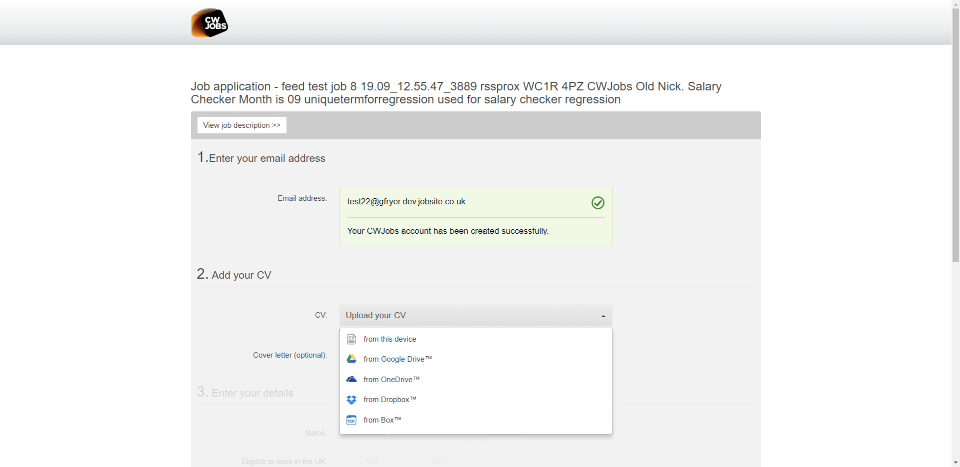 CW
JOBS
Job application - feed test job 8 19.09_12.55.47_3889 rssprox WC1R 4PZ CWJobs Old Nick. Salary
Checker Month is 09 uniquetermforregression used for salary checker regression
View job description >>
1.Enter your email address
Email address:
test22@gfryer.dev.jobsite.co.uk
Your CWJobs account has been created successfully.
2. Add your CV
CV:
Upload your CV
from this device
from Google Drive™
Cover letter (optional):
from OneDrive™
3. Enter your details
from Dropbox™
from Box™
box
Name:
Eligible to work in the UK:
Yes
No